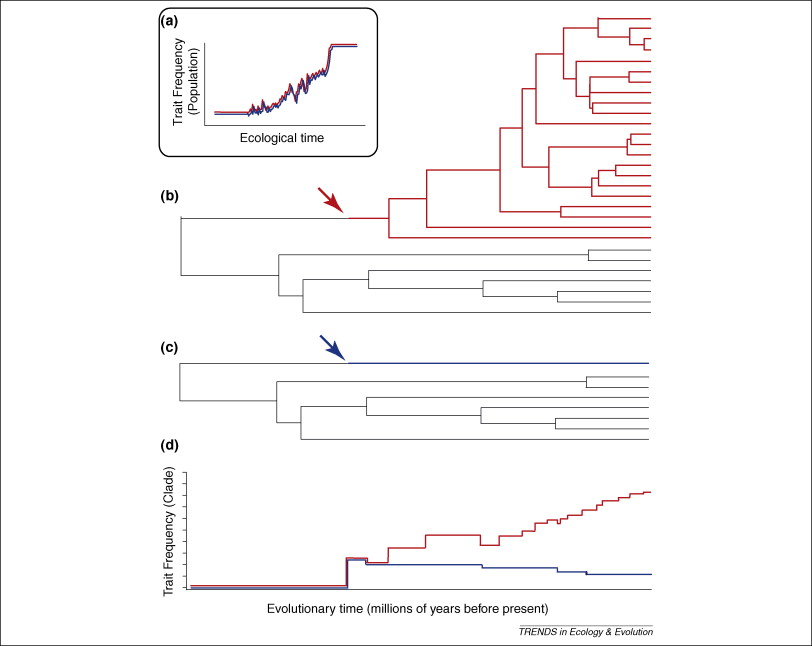 (a)
Trait Frequency
(Population)
Ecological time
(b)
(c)
(d)
Trait Frequency (Clade)
Evolutionary time (millions of years before present)
TRENDS in Ecology & Evolution